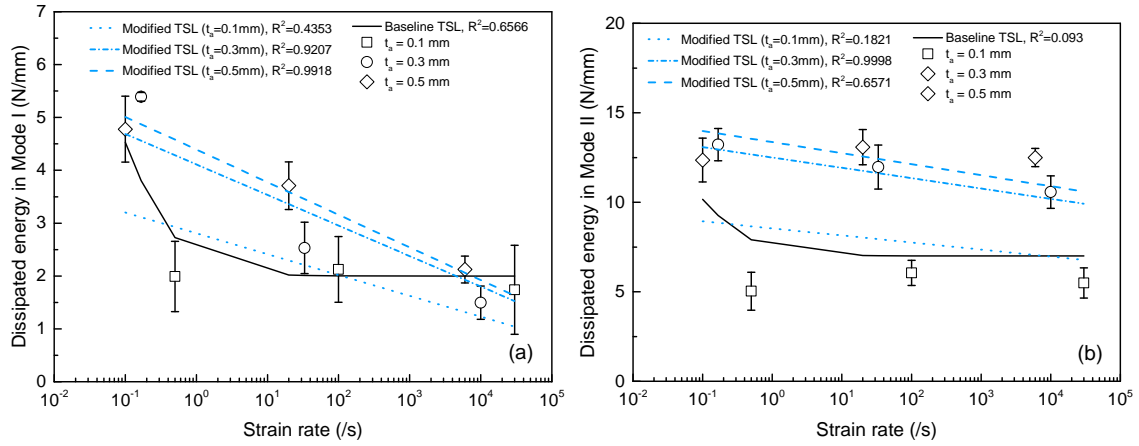 Modified TSL (tₐ=0.1mm), R²=0.4353
Modified TSL (tₐ=0.3mm), R²=0.9207
Modified TSL (tₐ=0.5mm), R²=0.9918
Baseline TSL, R²=0.6566
tₐ = 0.1 mm
tₐ = 0.3 mm
tₐ = 0.5 mm
Dissipated energy in Mode I (N/mm)
7
6
5
4
3
2
1
0
(a)
10⁻² 10⁻¹ 10⁰ 10¹ 10² 10³ 10⁴ 10⁵
Strain rate (/s)
Modified TSL (tₐ=0.1mm), R²=0.1821
Modified TSL (tₐ=0.3mm), R²=0.9998
Modified TSL (tₐ=0.5mm), R²=0.6571
Baseline TSL, R²=0.093
tₐ = 0.1 mm
tₐ = 0.3 mm
tₐ = 0.5 mm
Dissipated energy in Mode II (N/mm)
20
15
10
5
0
(b)
10⁻² 10⁻¹ 10⁰ 10¹ 10² 10³ 10⁴ 10⁵
Strain rate (/s)